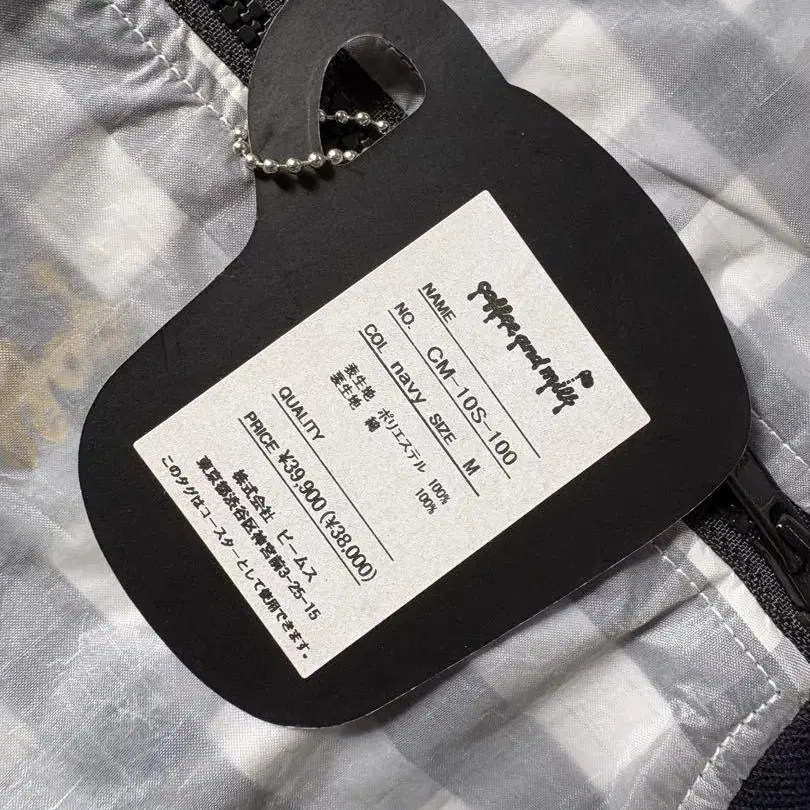 coffee and milk
NAME
NO. CM-10S-100
COL navy SIZE M
表生地 ポリエステル 100%
裏生地 綿 100%
QUALITY
PRICE ¥39,900(¥38,000)
株式会社 ビームス
東京都渋谷区神宮前3-25-15
このタグはコースターとして使用できます。